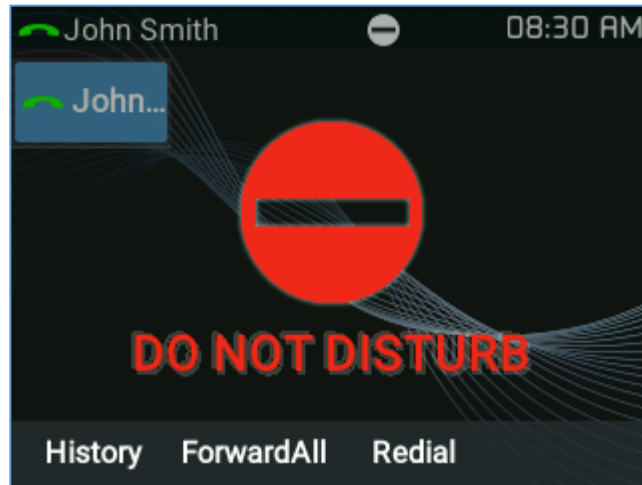 John Smith 08:30 AM
John...
DO NOT DISTURB
History ForwardAll Redial